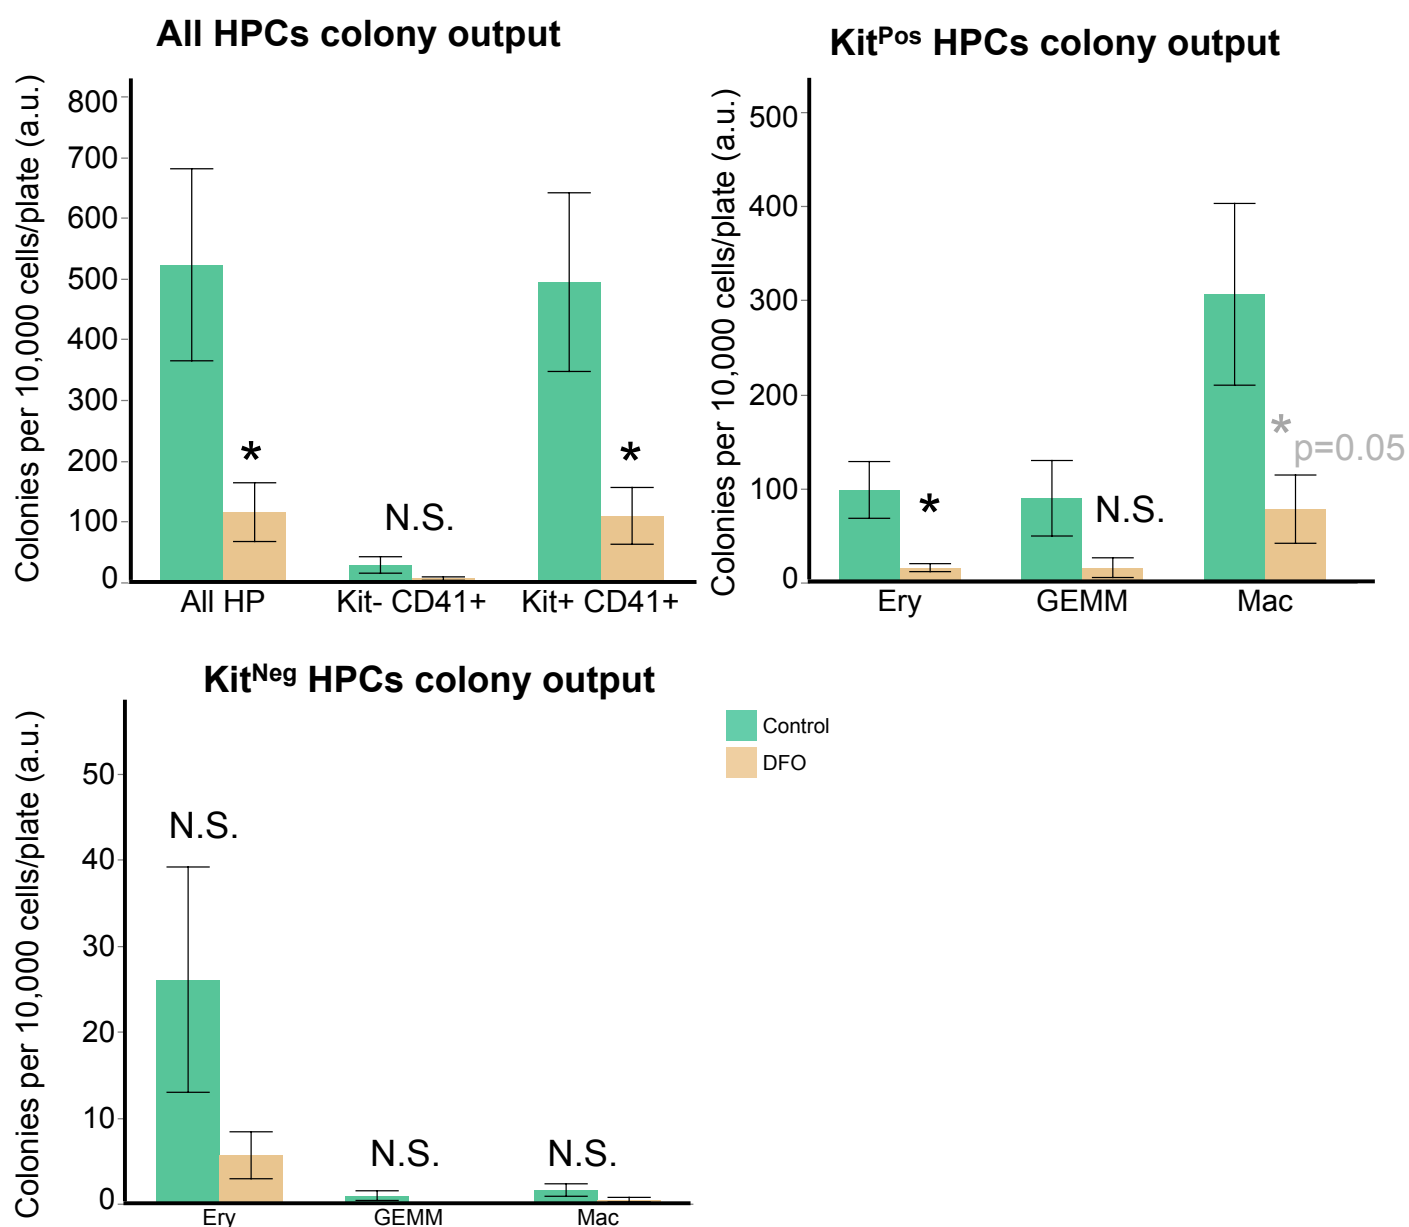 All HPCs colony output
Colonies per 10,000 cells/plate (a.u.)
800
700
600
500
400
300
200
100
0
*
N.S.
*
All HP
Kit- CD41+
Kit+ CD41+
KitPos HPCs colony output
Colonies per 10,000 cells/plate (a.u.)
500
400
300
200
100
0
*
N.S.
*
p=0.05
Ery
GEMM
Mac
KitNeg HPCs colony output
Colonies per 10,000 cells/plate (a.u.)
50
40
30
20
10
0
N.S.
N.S.
N.S.
Ery
GEMM
Mac
Control
DFO